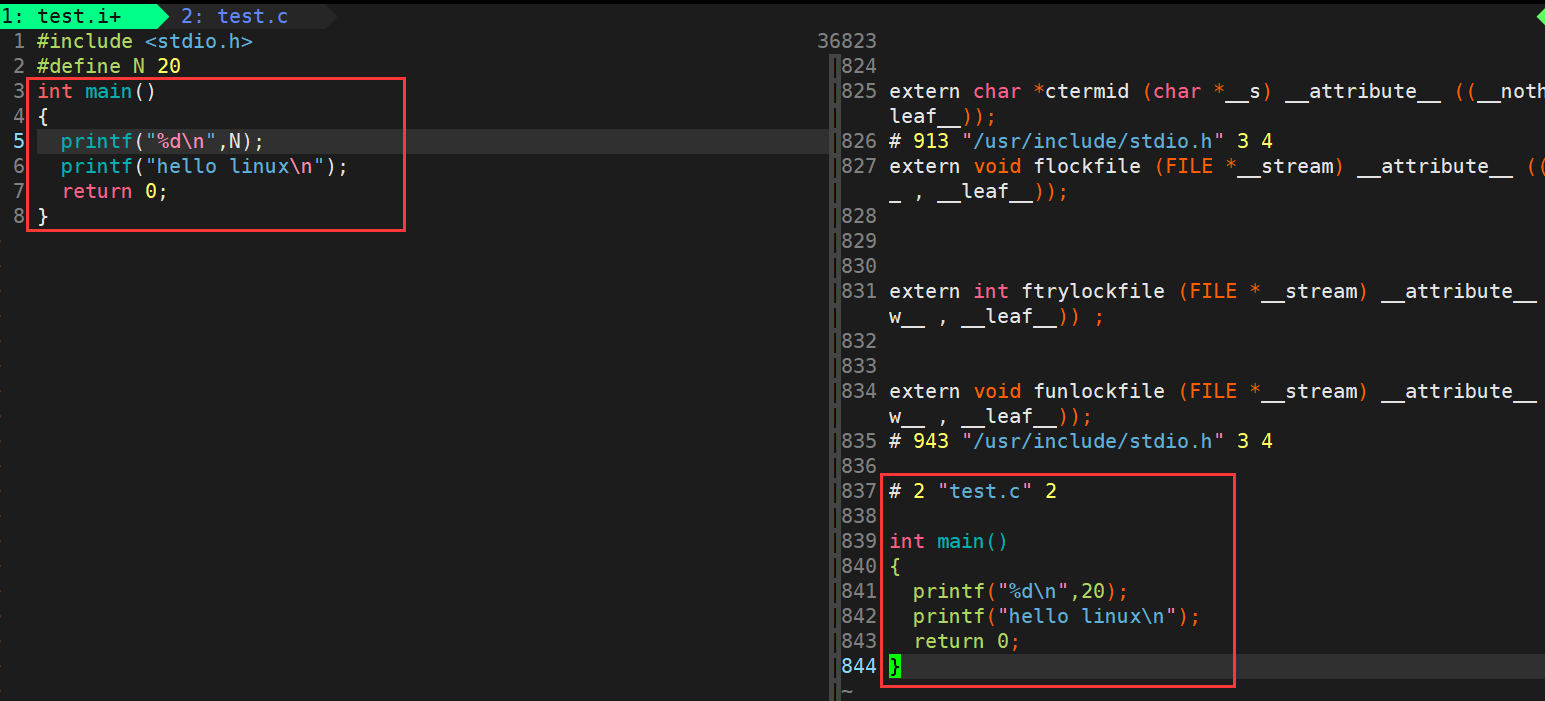 1: test.i+ 2: test.c
1 #include <stdio.h>
2 #define N 20
3 int main()
4 {
5 printf("%d\n",N);
6 printf("hello linux\n");
7 return 0;
8 }
36823
824
825 extern char *ctermid (char *__s) __attribute__ ((__noth
leaf__));
826 # 913 "/usr/include/stdio.h" 3 4
827 extern void flockfile (FILE *__stream) __attribute__ ((
_ , __leaf__));
828
829
830
831 extern int ftrylockfile (FILE *__stream) __attribute__
w__ , __leaf__)) ;
832
833
834 extern void funlockfile (FILE *__stream) __attribute__
w__ , __leaf__));
835 # 943 "/usr/include/stdio.h" 3 4
836
837 # 2 "test.c" 2
838
839 int main()
840 {
841 printf("%d\n",20);
842 printf("hello linux\n");
843 return 0;
844 }
~